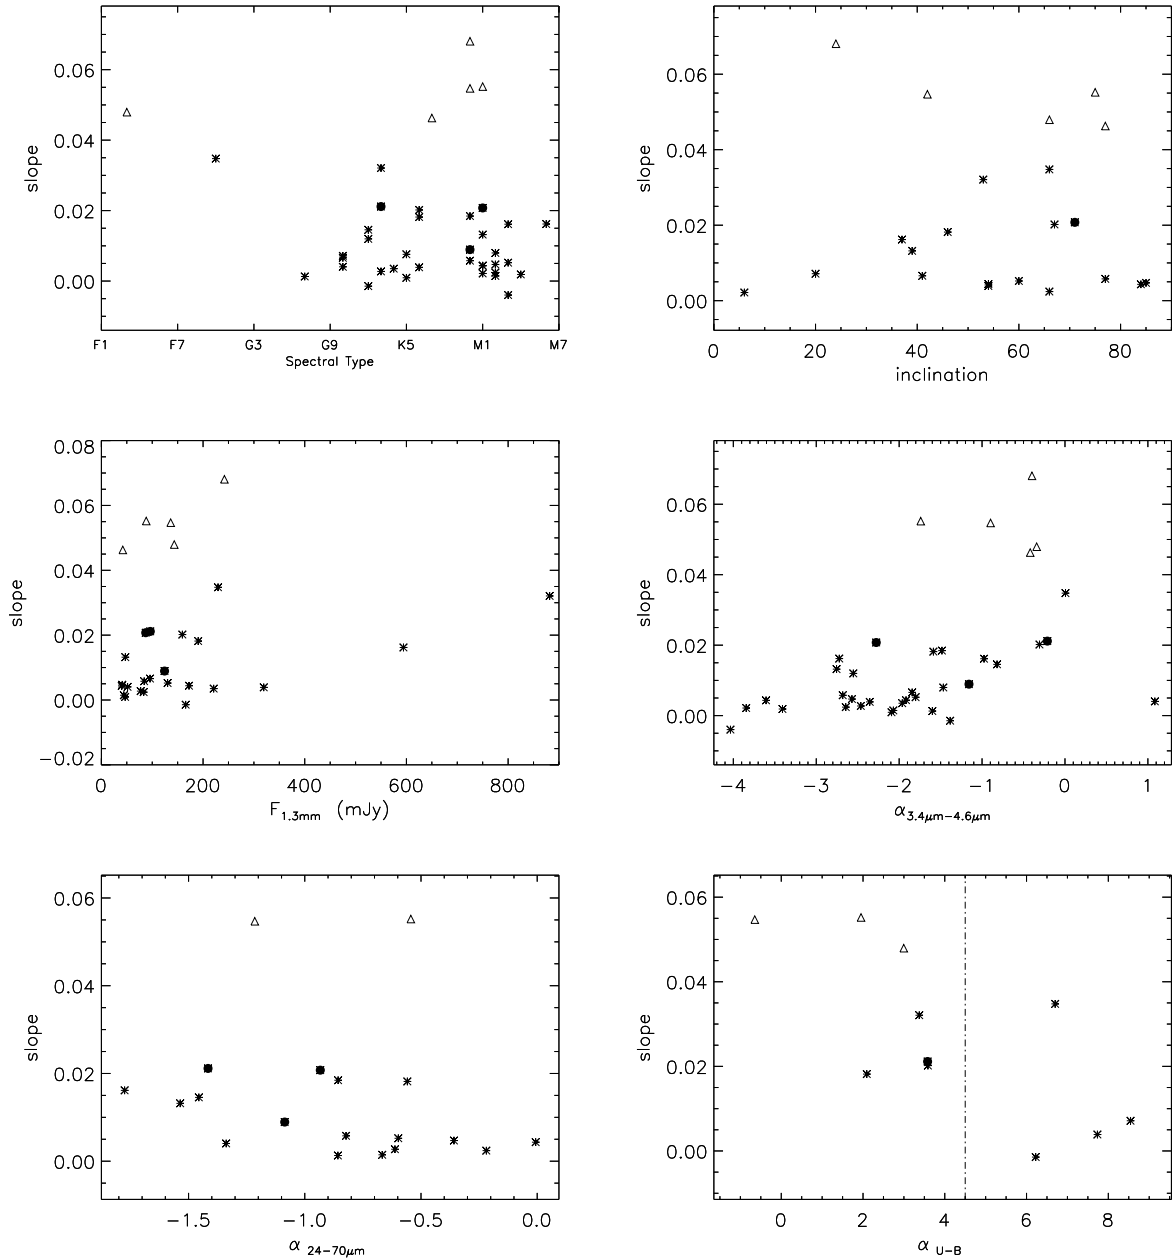 0.06
0.04
0.02
0.00
slope
F1 F7 G3 G9 K5 M1 M7
Spectral Type
0.06
0.04
0.02
0.00
slope
0 20 40 60 80
inclination
0.08
0.06
0.04
0.02
0.00
−0.02
slope
0 200 400 600 800
F1.3mm (mJy)
0.06
0.04
0.02
0.00
slope
−4 −3 −2 −1 0 1
α3.4μm−4.6μm
0.06
0.04
0.02
0.00
slope
−1.5 −1.0 −0.5 0.0
α 24−70μm
0.06
0.04
0.02
0.00
slope
0 2 4 6 8
α U−B